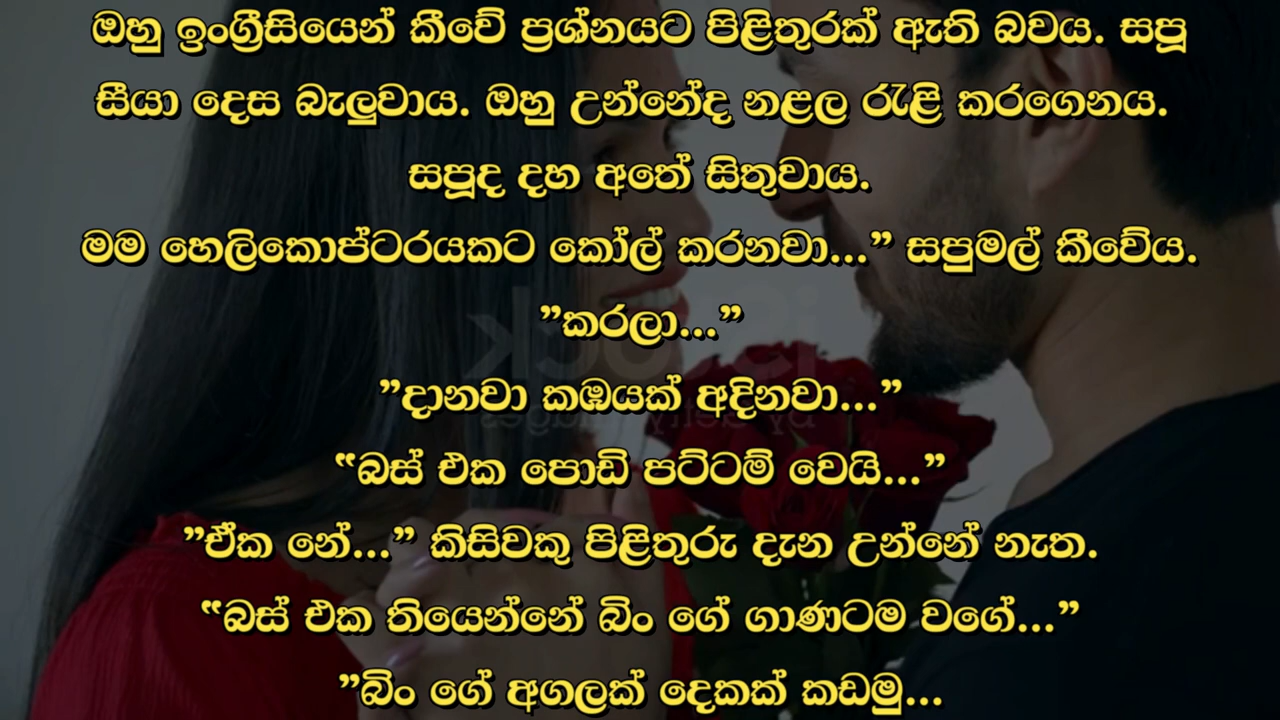 ඔහු ඉංග්‍රීසියෙන් කීවේ ප්‍රශ්නයට පිළිතුරක් ඇති බවය. සපූ
සීයා දෙස බැලුවාය. ඔහු උන්නේද නළල රැළි කරගෙනය.
සපූද දහ අතේ සිතුවාය.
මම හෙලිකොප්ටරයකට කෝල් කරනවා...” සපුමල් කීවේය.
”කරලා...”
”දානවා කඹයක් අදිනවා...”
“බස් එක පොඩි පට්ටම් වෙයි...”
”ඒක නේ...” කිසිවකු පිළිතුරු දැන උන්නේ නැත.
“බස් එක තියෙන්නේ බිං ගේ ගාණටම වගේ...”
”බිං ගේ අගලක් දෙකක් කඩමු...